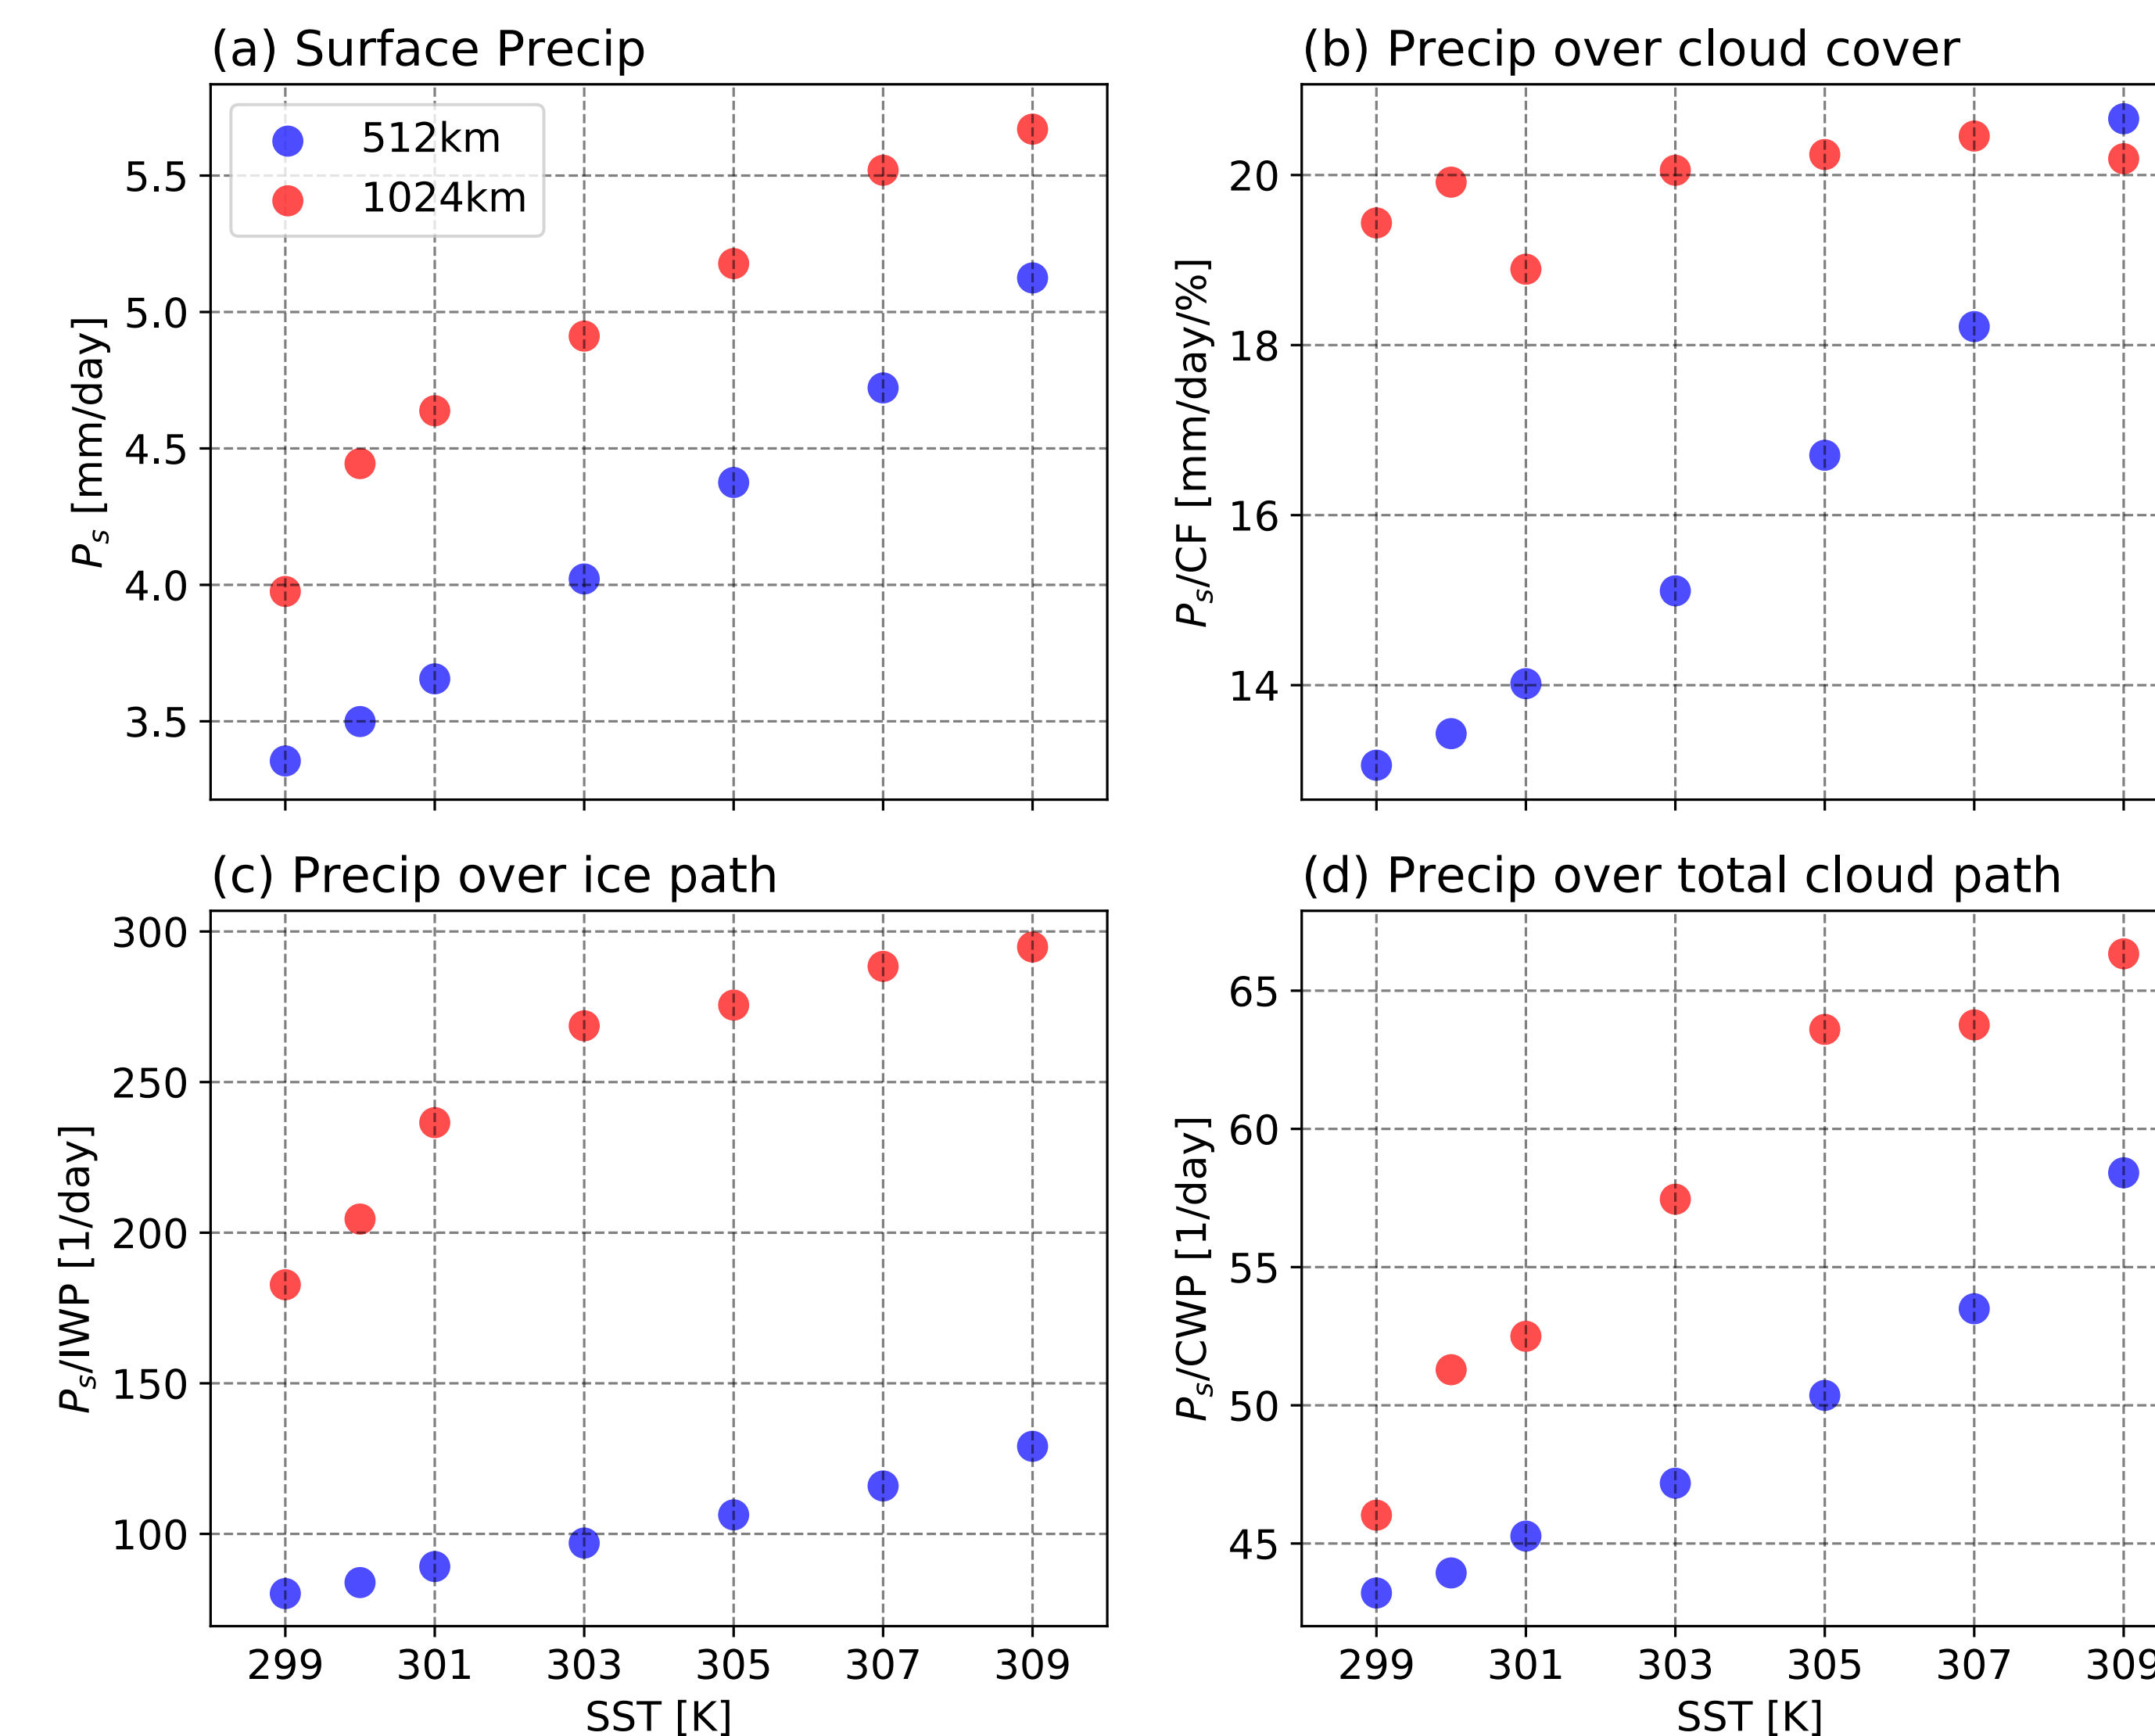 (a) Surface Precip
512km
1024km
5.5
5.0
4.5
4.0
3.5
P_s [mm/day]
(b) Precip over cloud cover
20
18
16
14
P_s/CF [mm/day/%]
(c) Precip over ice path
300
250
200
150
100
P_s/IWP [1/day]
299 301 303 305 307 309
SST [K]
(d) Precip over total cloud path
65
60
55
50
45
P_s/CWP [1/day]
299 301 303 305 307 309
SST [K]